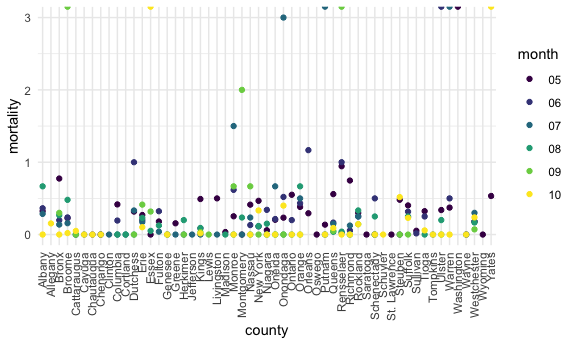 3
2
1
0
mortality
Albany
Allegany
Bronx
Broome
Cattaraugus
Cayuga
Chautauqua
Chenango
Clinton
Columbia
Cortland
Dutchess
Erie
Essex
Fulton
Genesee
Greene
Herkimer
Jefferson
Kings
Lewis
Livingston
Madison
Monroe
Montgomery
Nassau
New York
Niagara
Oneida
Onondaga
Ontario
Orange
Orleans
Oswego
Putnam
Queens
Rensselaer
Richmond
Rockland
Saratoga
Schenectady
Schuyler
St. Lawrence
Steuben
Suffolk
Sullivan
Tioga
Tompkins
Ulster
Warren
Washington
Wayne
Westchester
Wyoming
Yates
county
month
05
06
07
08
09
10